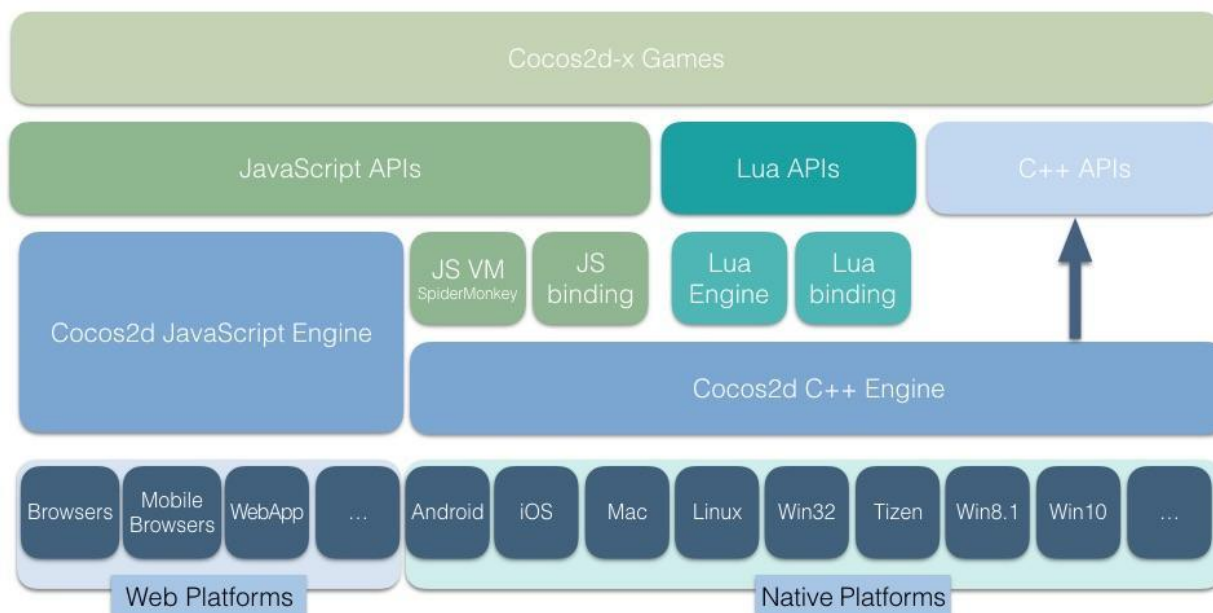 Cocos2d-x Games
JavaScript APIs
Lua APIs
C++ APIs
Cocos2d JavaScript Engine
JS VM
SpiderMonkey
JS
binding
Lua
Engine
Lua
binding
Cocos2d C++ Engine
Browsers
Mobile
Browsers
WebApp
...
Android
iOS
Mac
Linux
Win32
Tizen
Win8.1
Win10
...
Web Platforms
Native Platforms